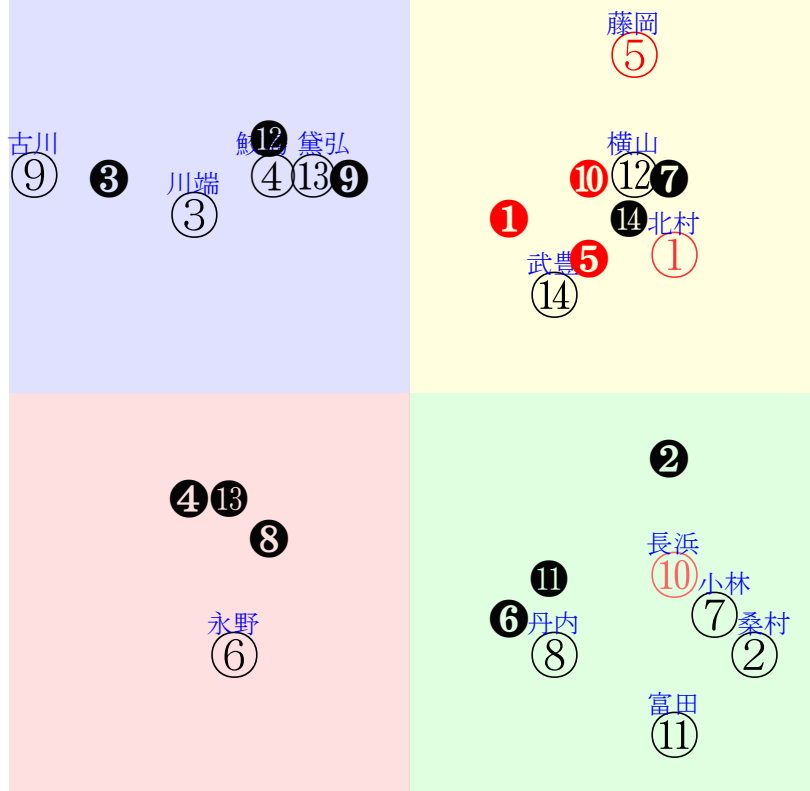 藤岡
⑤
古川
⑨
❸
川端
③
⓬
④
黛弘
⑬
❾
横山
⑫
❼
❿
❶
⓮
北村
①
武豊
❺
⑭
❹
⓭
❽
永野
⑥
❷
長浜
⑩
⓫
小林
⑦
❻
丹内
⑧
桑村
②
富田
⑪